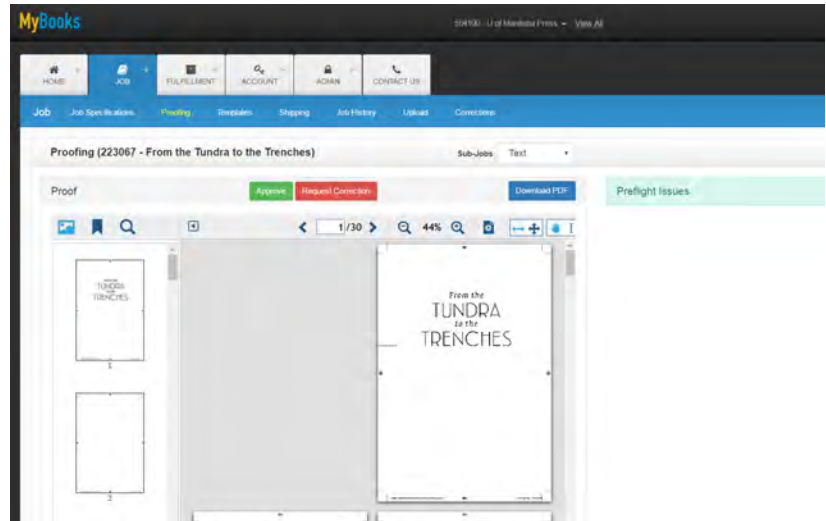 MyBooks
U of Manitoba Press View All
HOME JOB FULFILLMENT ACCOUNT ADMIN CONTACT US
Job Job Specifications Proofing Templates Shipping Job History Upload Corrections
Proofing (223067 - From the Tundra to the Trenches) Sub-Jobs Text
Proof Approve Request Correction Download PDF Preflight Issues
1 /30 44%
TUNDRA
TRENCHES
1
2
From the
TUNDRA
to the
TRENCHES